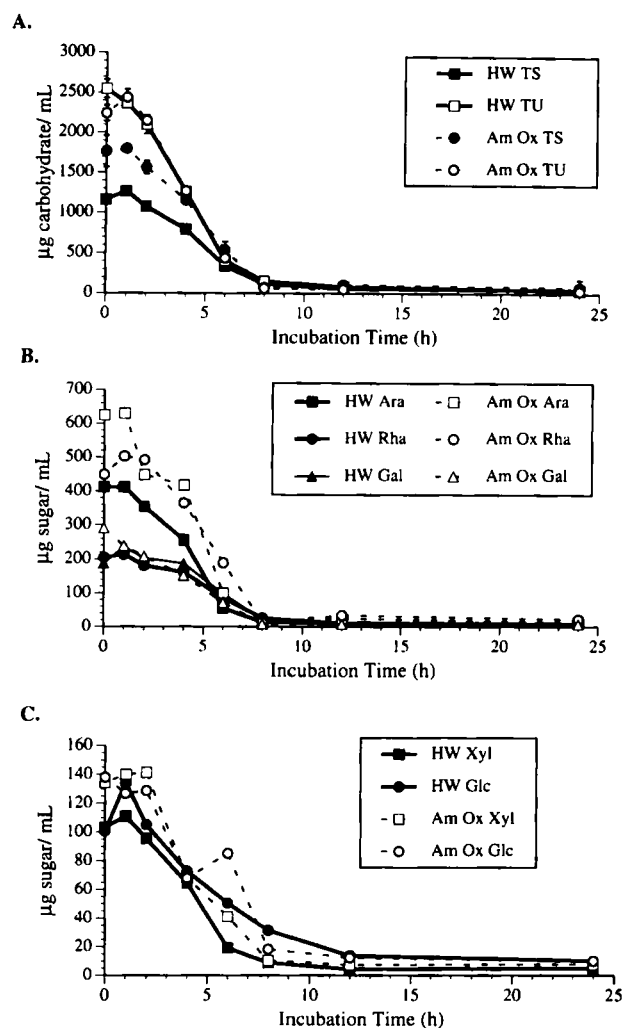 A.
3000
2500
2000
1500
1000
500
0
µg carbohydrate/ mL
HW TS
HW TU
Am Ox TS
Am Ox TU
0 5 10 15 20 25
Incubation Time (h)
B.
700
600
500
400
300
200
100
0
µg sugar/ mL
HW Ara
HW Rha
HW Gal
Am Ox Ara
Am Ox Rha
Am Ox Gal
0 5 10 15 20 25
Incubation Time (h)
C.
160
140
120
100
80
60
40
20
0
µg sugar/ mL
HW Xyl
HW Glc
Am Ox Xyl
Am Ox Glc
0 5 10 15 20 25
Incubation Time (h)